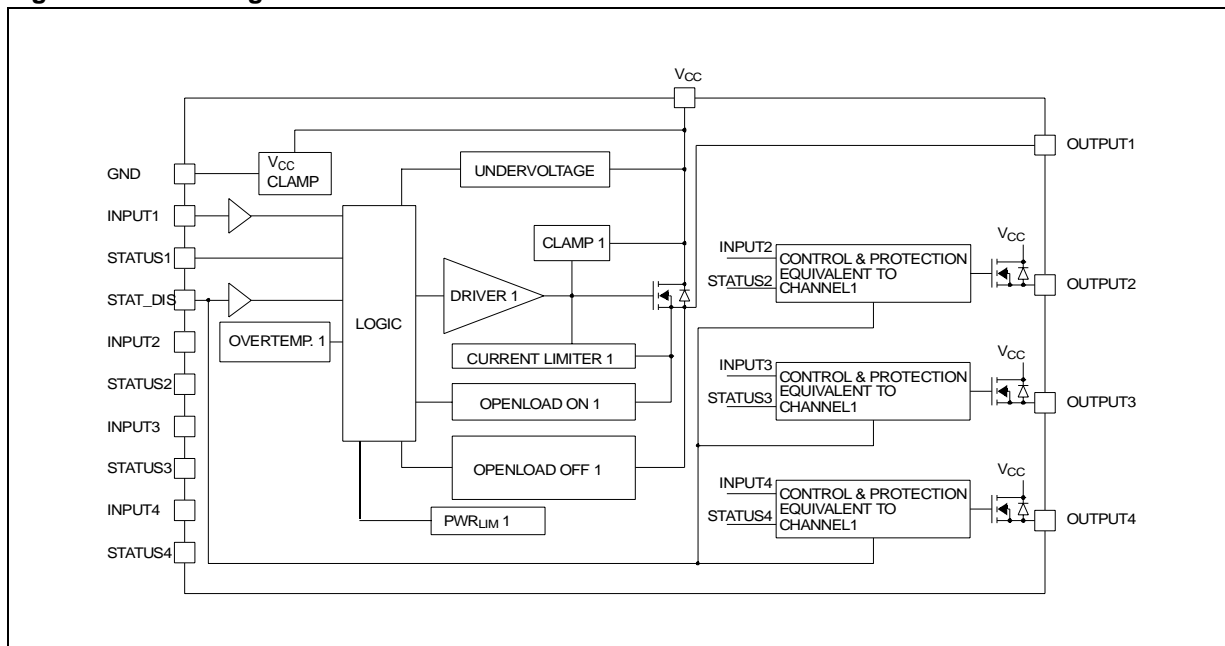 VCC
GND
VCC
CLAMP
UNDERVOLTAGE
OUTPUT1
INPUT1
STATUS1
CLAMP 1
STAT_DIS
DRIVER 1
LOGIC
OVERTEMP. 1
CURRENT LIMITER 1
OPENLOAD ON 1
OPENLOAD OFF 1
PWRLIM 1
INPUT2
STATUS2
INPUT3
STATUS3
INPUT4
STATUS4
INPUT2
STATUS2
CONTROL & PROTECTION
EQUIVALENT TO
CHANNEL1
VCC
OUTPUT2
INPUT3
STATUS3
CONTROL & PROTECTION
EQUIVALENT TO
CHANNEL1
VCC
OUTPUT3
INPUT4
STATUS4
CONTROL & PROTECTION
EQUIVALENT TO
CHANNEL1
VCC
OUTPUT4